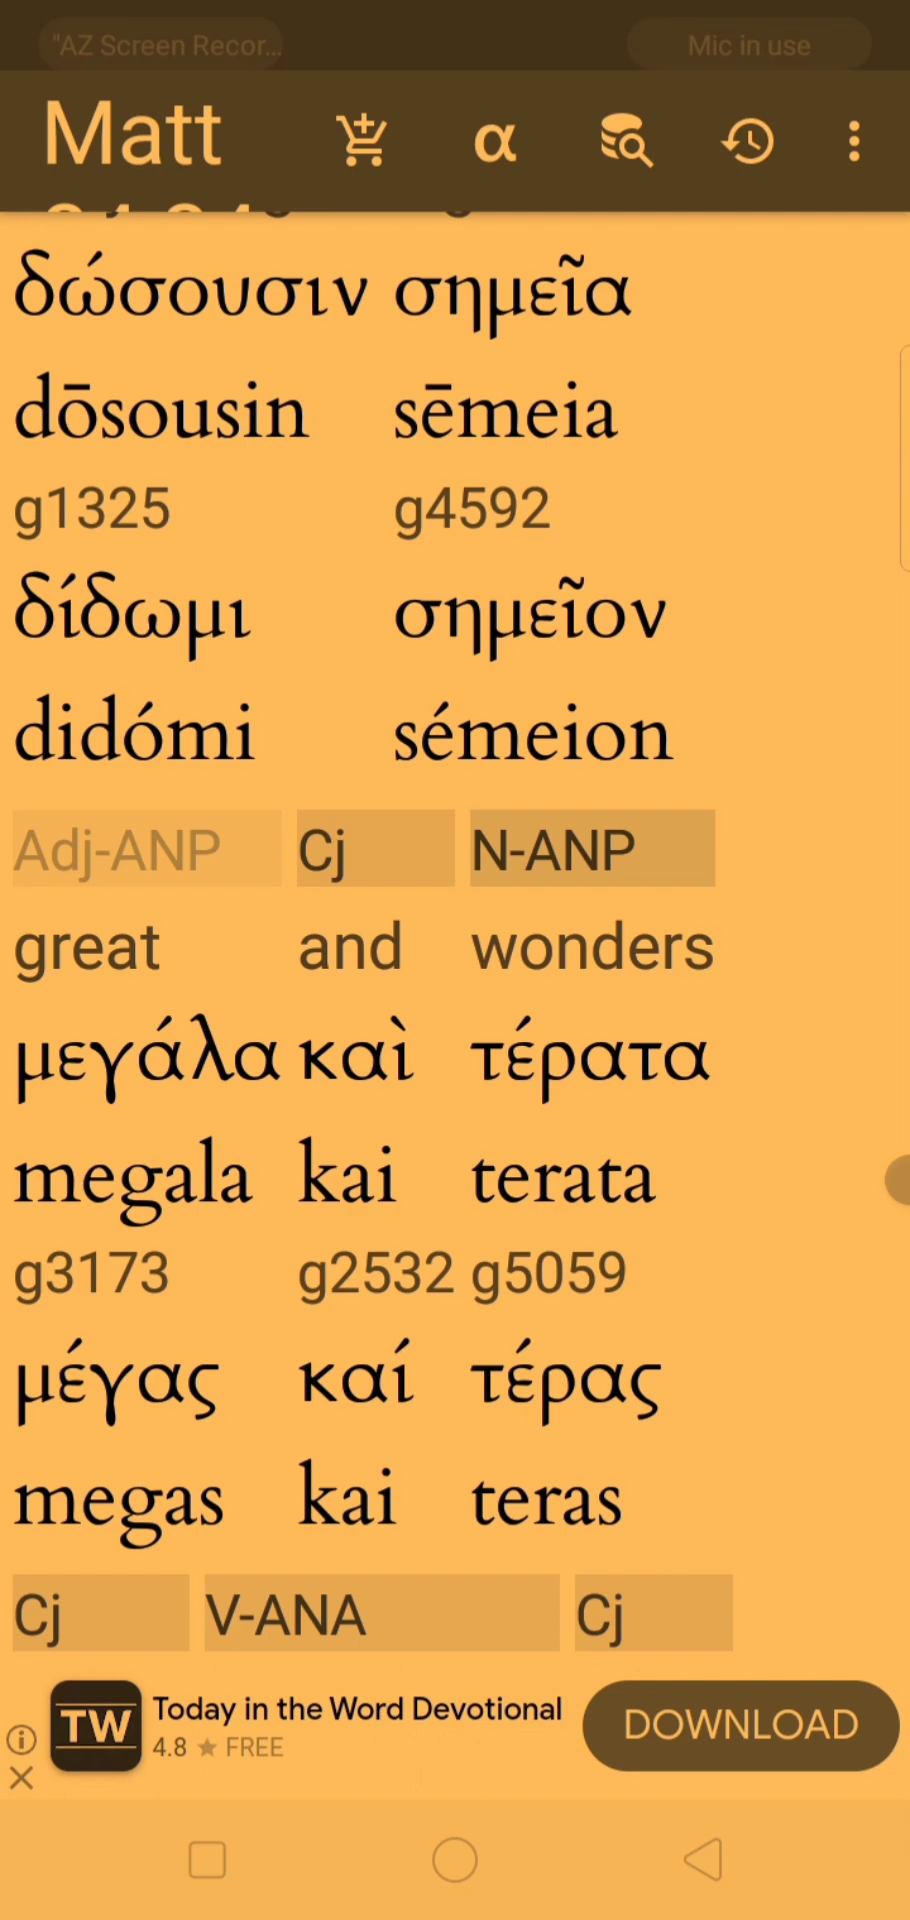 "AZ Screen Recor... Mic in use
Matt α
δώσουσιν σημεῖα
dōsousin sēmeia
g1325 g4592
δίδωμι σημεῖον
didómi sémeion
Adj-ANP Cj N-ANP
great and wonders
μεγάλα καὶ τέρατα
megala kai terata
g3173 g2532 g5059
μέγας καί τέρας
megas kai teras
Cj V-ANA Cj
TW Today in the Word Devotional DOWNLOAD
4.8 ★ FREE